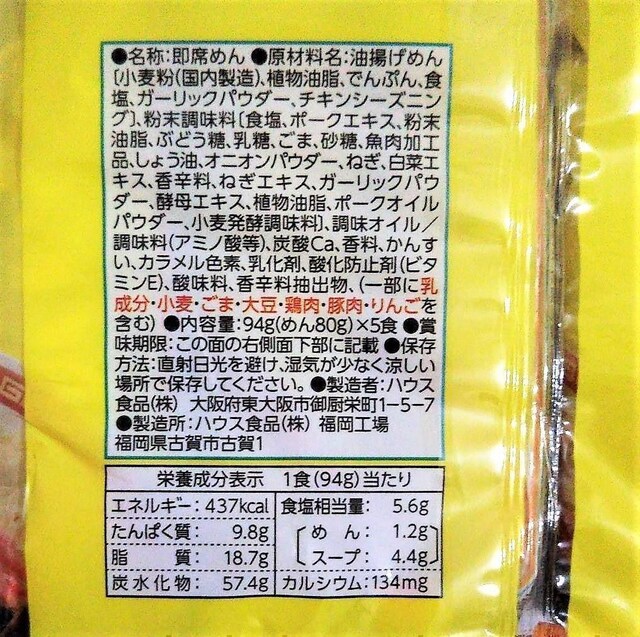 ●名称:即席めん ●原材料名:油揚げめん
〔小麦粉(国内製造)、植物油脂、でんぷん、食
塩、ガーリックパウダー、チキンシーズニン
グ〕、粉末調味料〔食塩、ポークエキス、粉末
油脂、ぶどう糖、乳糖、ごま、砂糖、魚肉加工
品、しょう油、オニオンパウダー、ねぎ、白菜エ
キス、香辛料、ねぎエキス、ガーリックパウ
ダー、酵母エキス、植物油脂、ポークオイル
パウダー、小麦発酵調味料〕、調味オイル/
調味料(アミノ酸等)、炭酸Ca、香料、かんす
い、カラメル色素、乳化剤、酸化防止剤(ビタ
ミンE)、酸味料、香辛料抽出物、(一部に乳
成分・小麦・ごま・大豆・鶏肉・豚肉・りんごを
含む) ●内容量:94g(めん80g)×5食 ●賞
味期限:この面の右側面下部に記載 ●保存
方法:直射日光を避け、湿気が少なく涼しい
場所で保存してください。●製造者:ハウス
食品(株) 大阪府東大阪市御厨栄町1-5-7
●製造所:ハウス食品(株) 福岡工場
福岡県古賀市古賀1
栄養成分表示 1食(94g)当たり
エネルギー: 437kcal 食塩相当量: 5.6g
たんぱく質: 9.8g めん: 1.2g
脂質: 18.7g スープ: 4.4g
炭水化物: 57.4g カルシウム:134mg